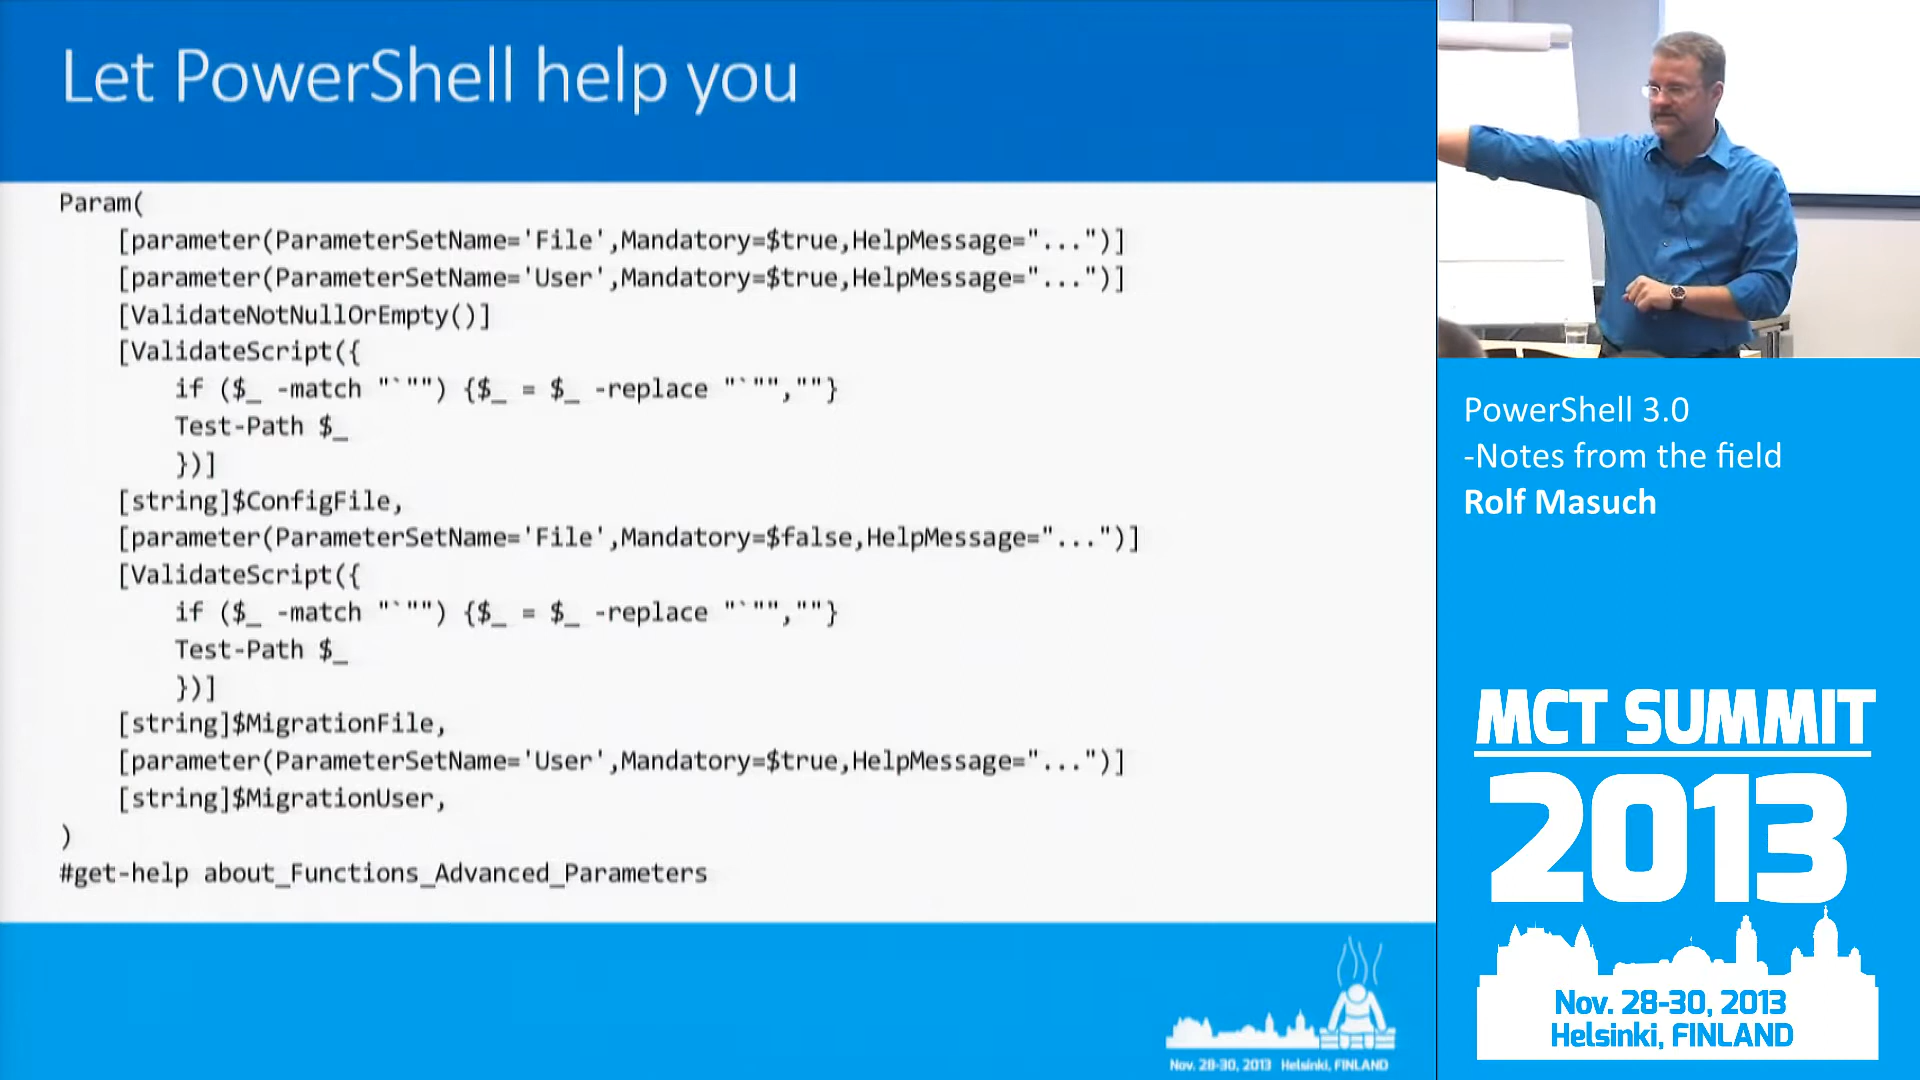 Let PowerShell help you
Param(
[parameter(ParameterSetName='File',Mandatory=$true,HelpMessage="...")]
[parameter(ParameterSetName='User',Mandatory=$true,HelpMessage="...")]
[ValidateNotNullOrEmpty()]
[ValidateScript({
if ($_ -match "`"") {$_ = $_ -replace "`"",""}
Test-Path $_
})]
[string]$ConfigFile,
[parameter(ParameterSetName='File',Mandatory=$false,HelpMessage="...")]
[ValidateScript({
if ($_ -match "`"") {$_ = $_ -replace "`"",""}
Test-Path $_
})]
[string]$MigrationFile,
[parameter(ParameterSetName='User',Mandatory=$true,HelpMessage="...")]
[string]$MigrationUser,
)
#get-help about_Functions_Advanced_Parameters
Nov. 28-30, 2013 Helsinki, FINLAND
PowerShell 3.0
-Notes from the field
Rolf Masuch
MCT SUMMIT
2013
Nov. 28-30, 2013
Helsinki, FINLAND